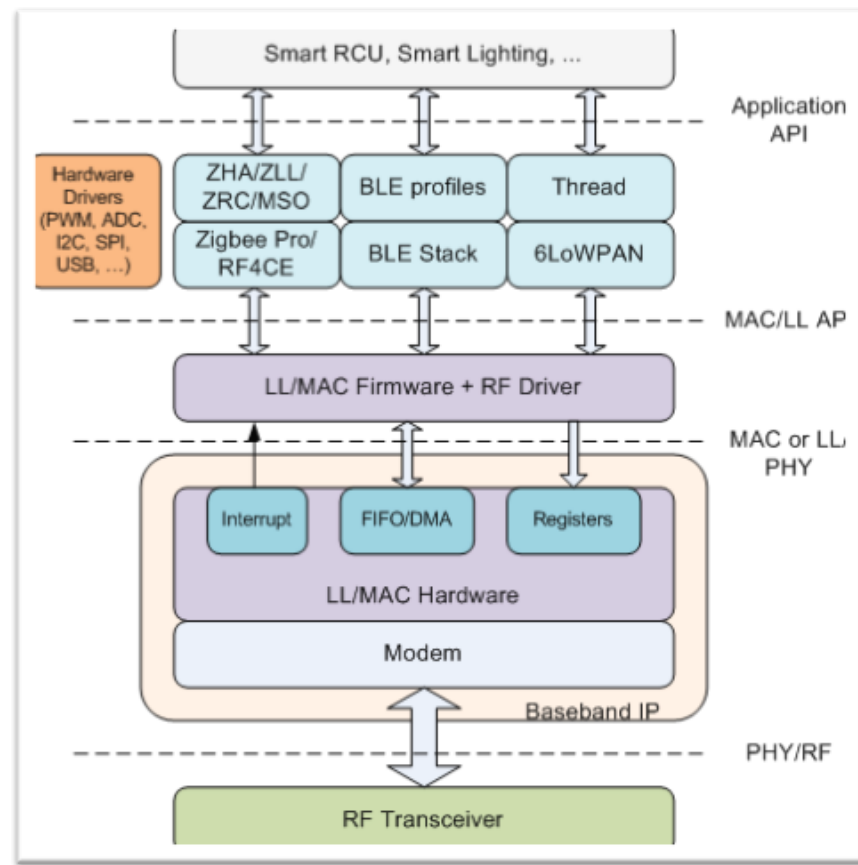 Smart RCU, Smart Lighting, ...
Application
API
Hardware
Drivers
(PWM, ADC,
I2C, SPI,
USB, ...)
ZHA/ZLL/
ZRC/MSO
BLE profiles
Thread
Zigbee Pro/
RF4CE
BLE Stack
6LoWPAN
MAC/LL AP
LL/MAC Firmware + RF Driver
MAC or LL/
PHY
Interrupt
FIFO/DMA
Registers
LL/MAC Hardware
Modem
Baseband IP
PHY/RF
RF Transceiver